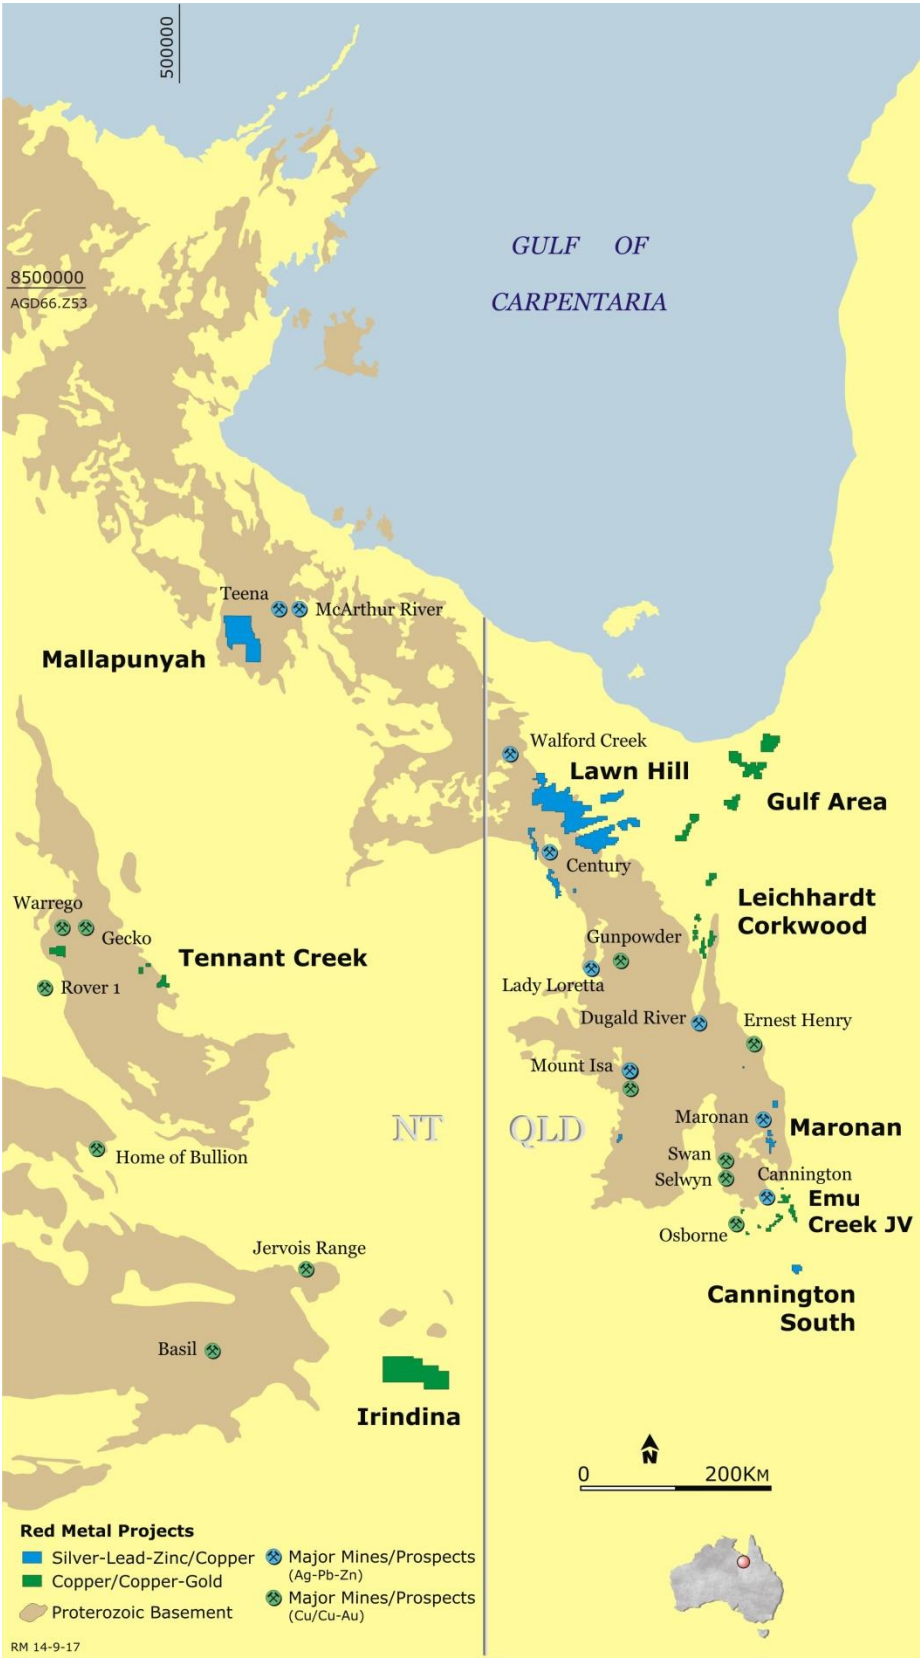 500000
GULF OF
CARPENTARIA
8500000
AGD66.Z53
Teena
McArthur River
Mallapunyah
Walford Creek
Lawn Hill
Gulf Area
Century
Leichhardt
Corkwood
Warrego
Gecko
Tennant Creek
Rover 1
Gunpowder
Lady Loretta
Dugald River
Ernest Henry
Mount Isa
NT
QLD
Maronan
Maronan
Home of Bullion
Swan
Selwyn
Cannington
Emu
Creek JV
Osborne
Jervois Range
Cannington
South
Basil
Irindina
N
0 200KM
Red Metal Projects
Silver-Lead-Zinc/Copper
Copper/Copper-Gold
Proterozoic Basement
Major Mines/Prospects
(Ag-Pb-Zn)
Major Mines/Prospects
(Cu/Cu-Au)
RM 14-9-17